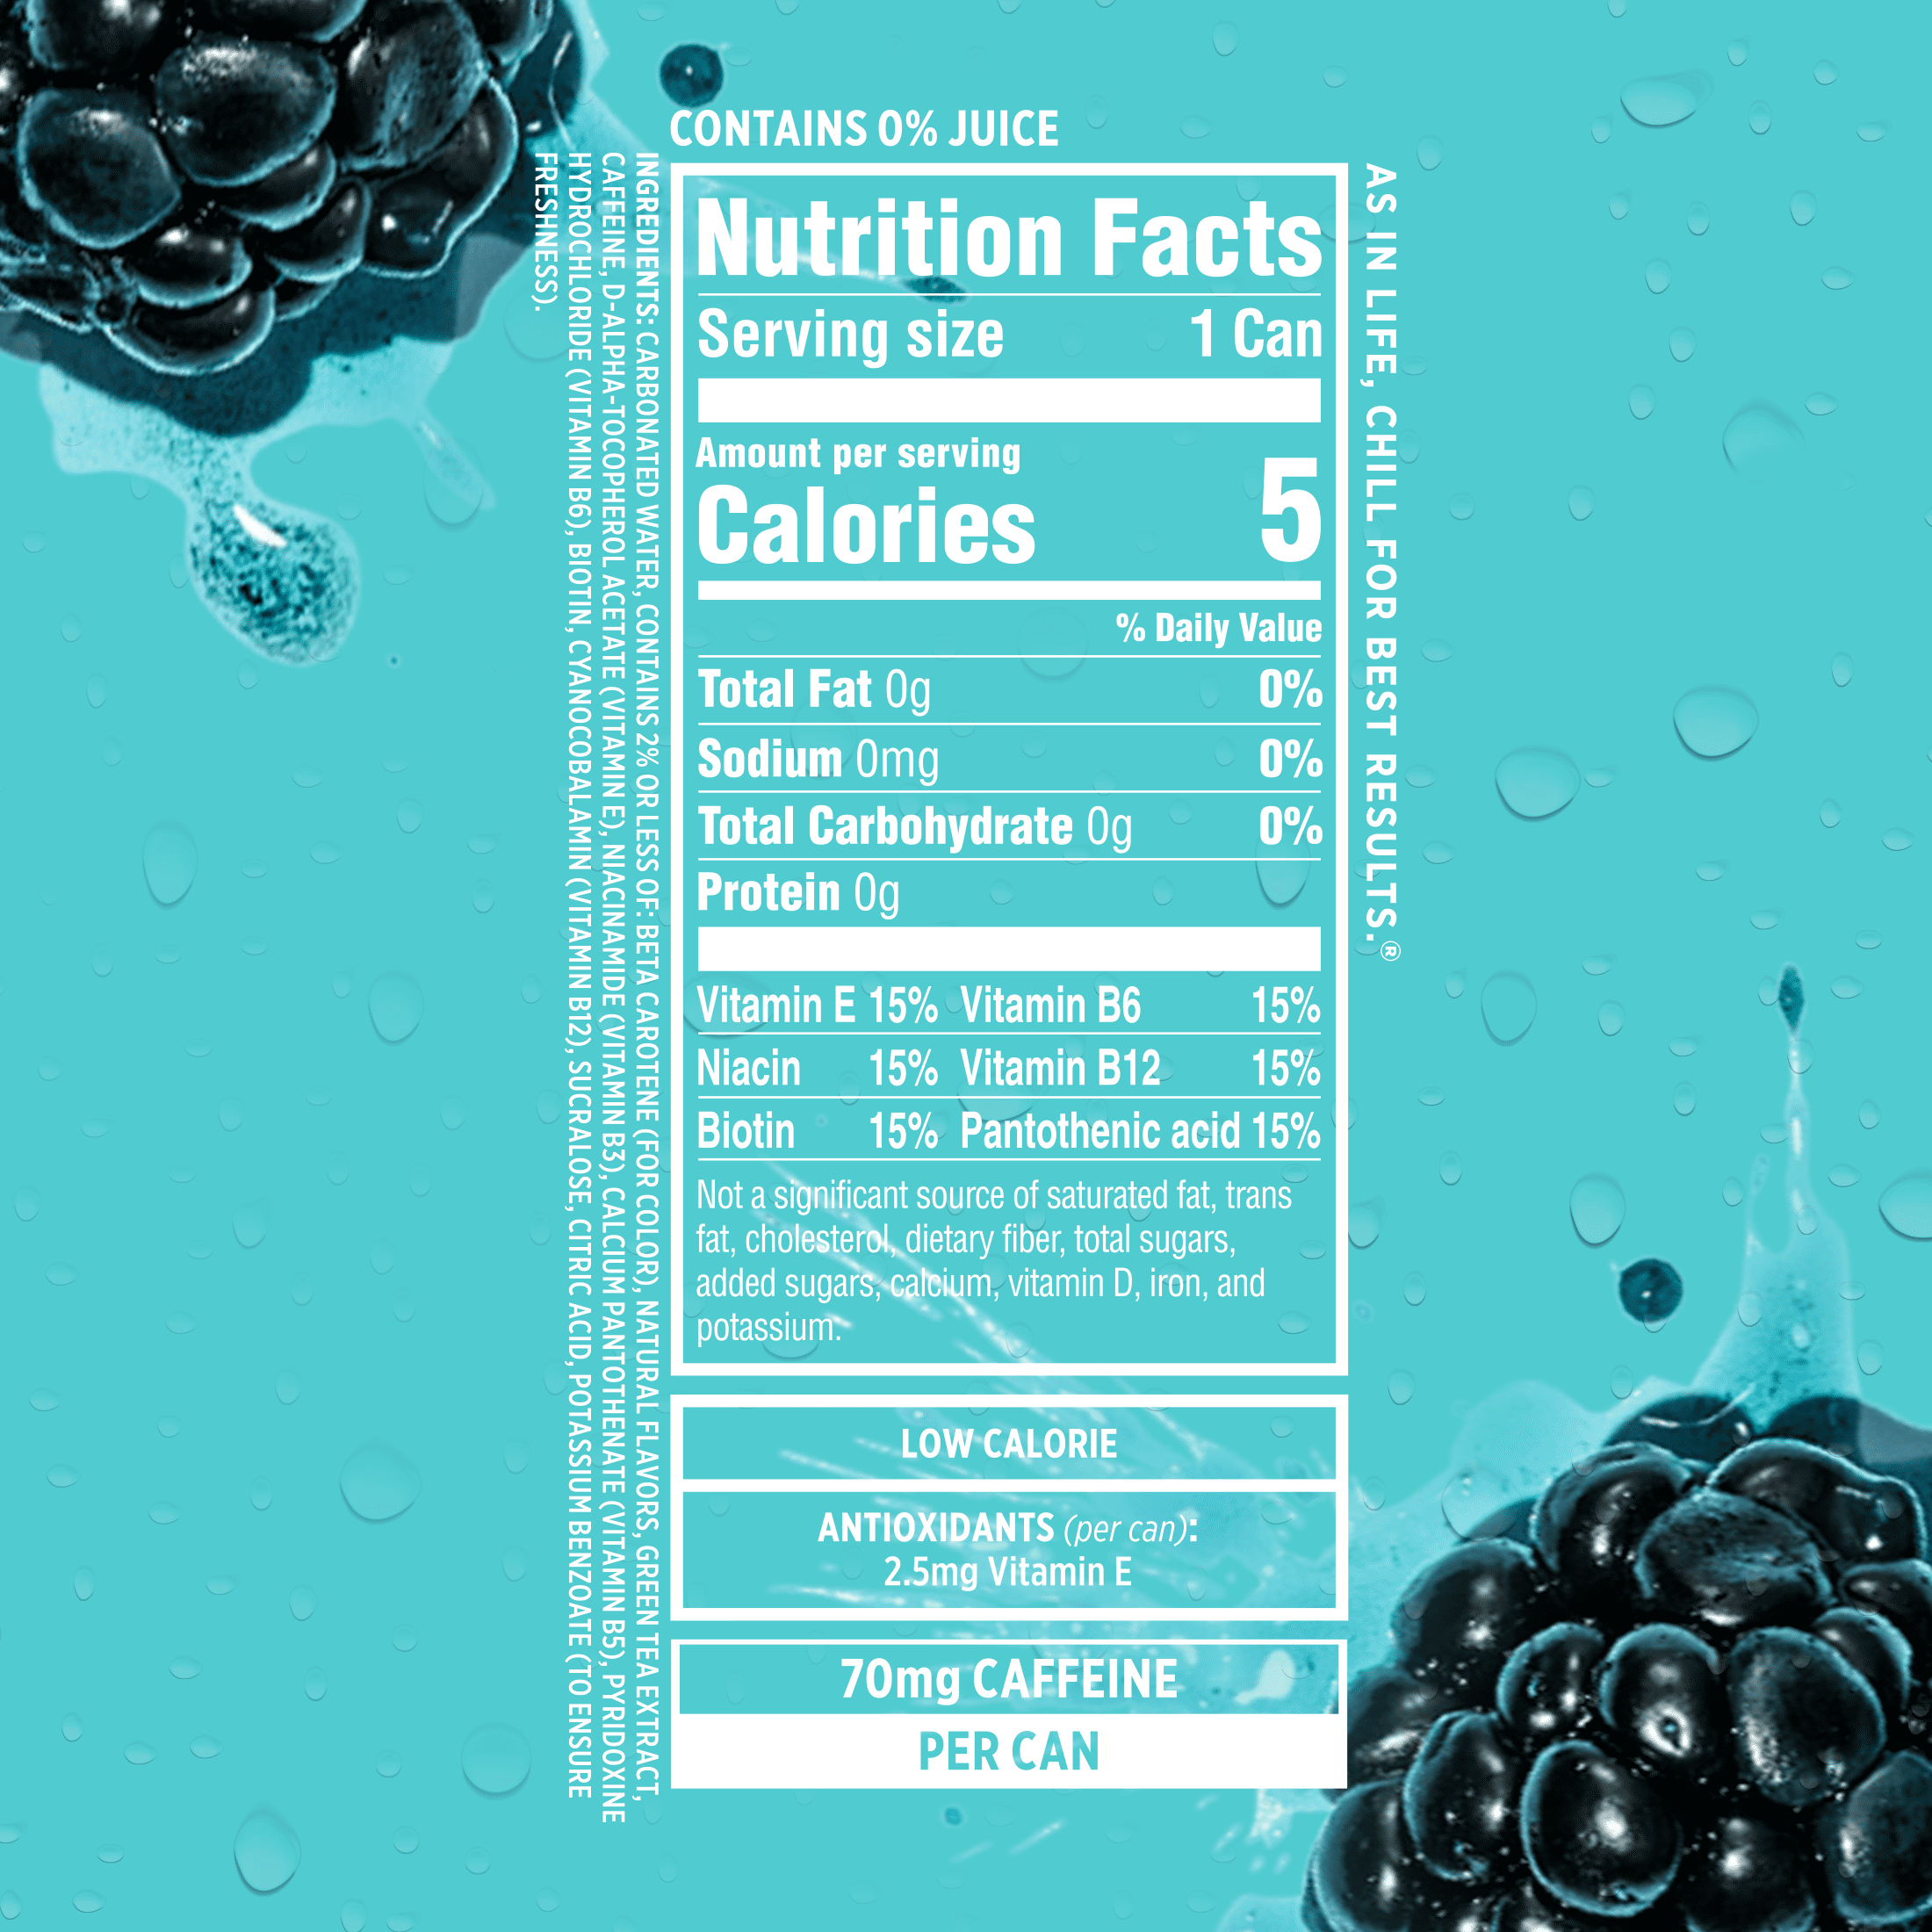 CONTAINS 0% JUICE
INGREDIENTS: CARBONATED WATER, CONTAINS 2% OR LESS OF: BETA CAROTENE (FOR COLOR), NATURAL FLAVORS, GREEN TEA EXTRACT,
CAFFEINE, D-ALPHA-TOCOPHEROL ACETATE (VITAMIN E), NIACINAMIDE (VITAMIN B3), CALCIUM PANTOTHENATE (VITAMIN B5), PYRIDOXINE
HYDROCHLORIDE (VITAMIN B6), BIOTIN, CYANOCOBALAMIN (VITAMIN B12), SUCRALOSE, CITRIC ACID, POTASSIUM BENZOATE (TO ENSURE
FRESHNESS).
Nutrition Facts
Serving size 1 Can
Amount per serving
Calories 5
% Daily Value
Total Fat 0g 0%
Sodium 0mg 0%
Total Carbohydrate 0g 0%
Protein 0g
Vitamin E 15% Vitamin B6 15%
Niacin 15% Vitamin B12 15%
Biotin 15% Pantothenic acid 15%
Not a significant source of saturated fat, trans
fat, cholesterol, dietary fiber, total sugars,
added sugars, calcium, vitamin D, iron, and
potassium.
LOW CALORIE
ANTIOXIDANTS (per can):
2.5mg Vitamin E
70mg CAFFEINE
PER CAN
AS IN LIFE, CHILL FOR BEST RESULTS.®